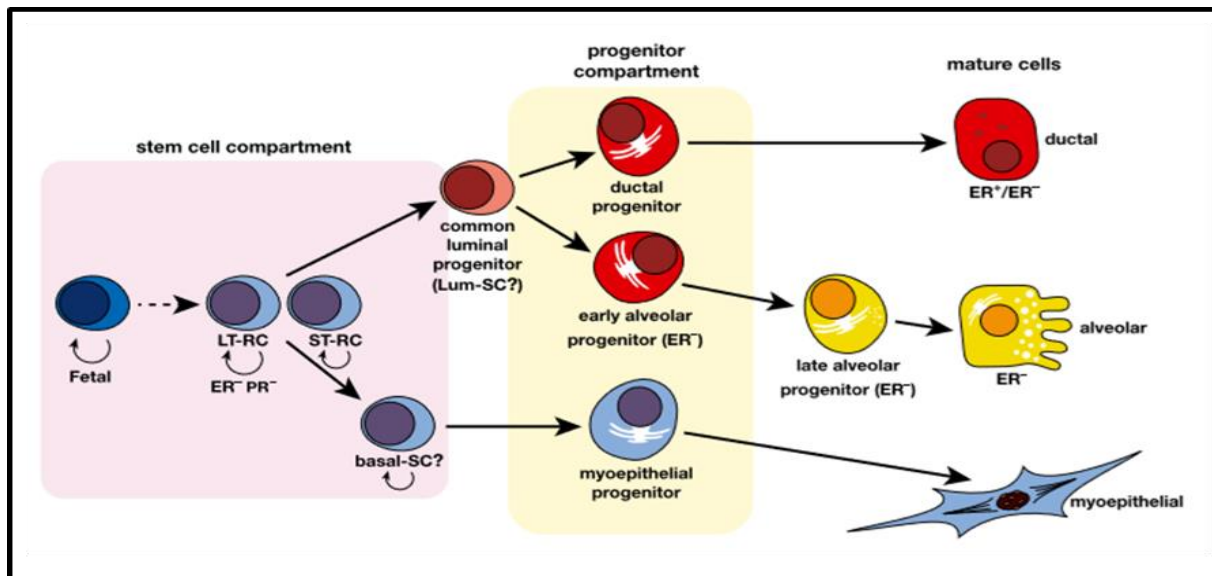 progenitor
compartment
mature cells
stem cell compartment
ductal
ductal
progenitor
ER⁺/ER⁻
common
luminal
progenitor
(Lum-SC?)
LT-RC
ST-RC
Fetal
ER⁻ PR⁻
early alveolar
progenitor (ER⁻)
alveolar
late alveolar
progenitor (ER⁻)
ER⁻
basal-SC?
myoepithelial
progenitor
myoepithelial